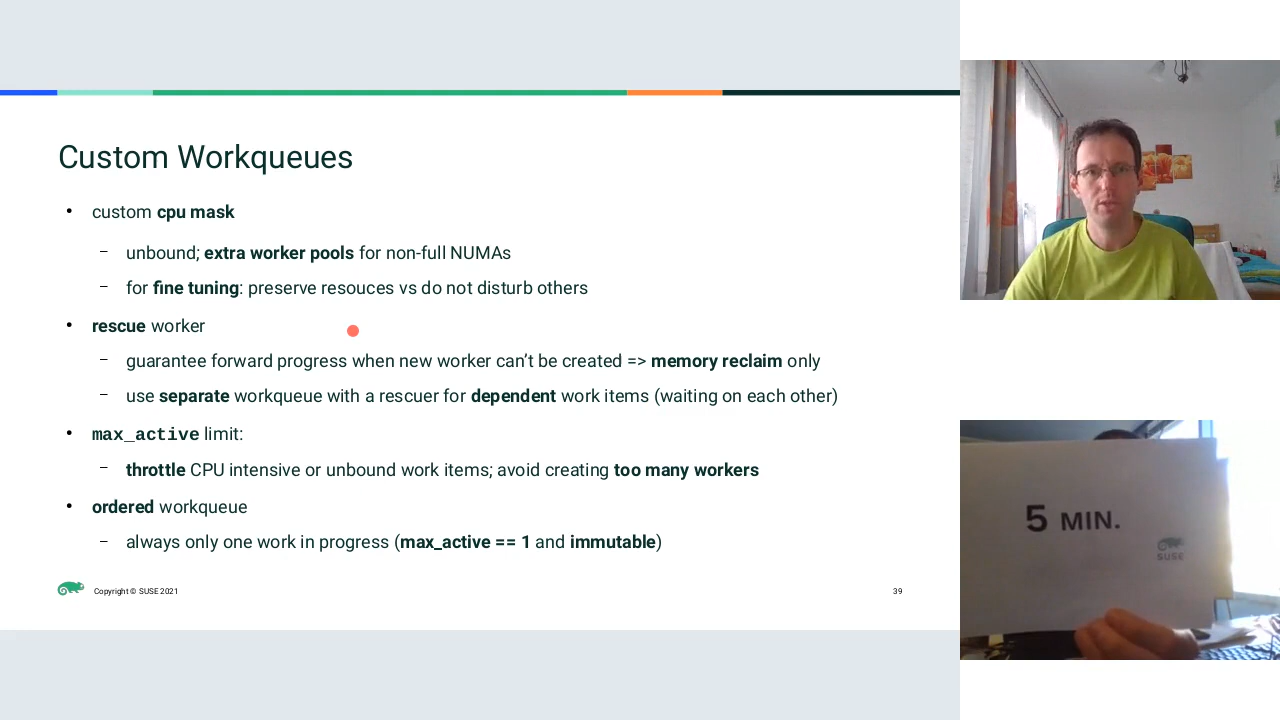 Custom Workqueues
• custom cpu mask
– unbound; extra worker pools for non-full NUMAs
– for fine tuning: preserve resouces vs do not disturb others
• rescue worker
– guarantee forward progress when new worker can't be created => memory reclaim only
– use separate workqueue with a rescuer for dependent work items (waiting on each other)
• max_active limit:
– throttle CPU intensive or unbound work items; avoid creating too many workers
• ordered workqueue
– always only one work in progress (max_active == 1 and immutable)
Copyright © SUSE 2021
39
5 MIN.
SUSE